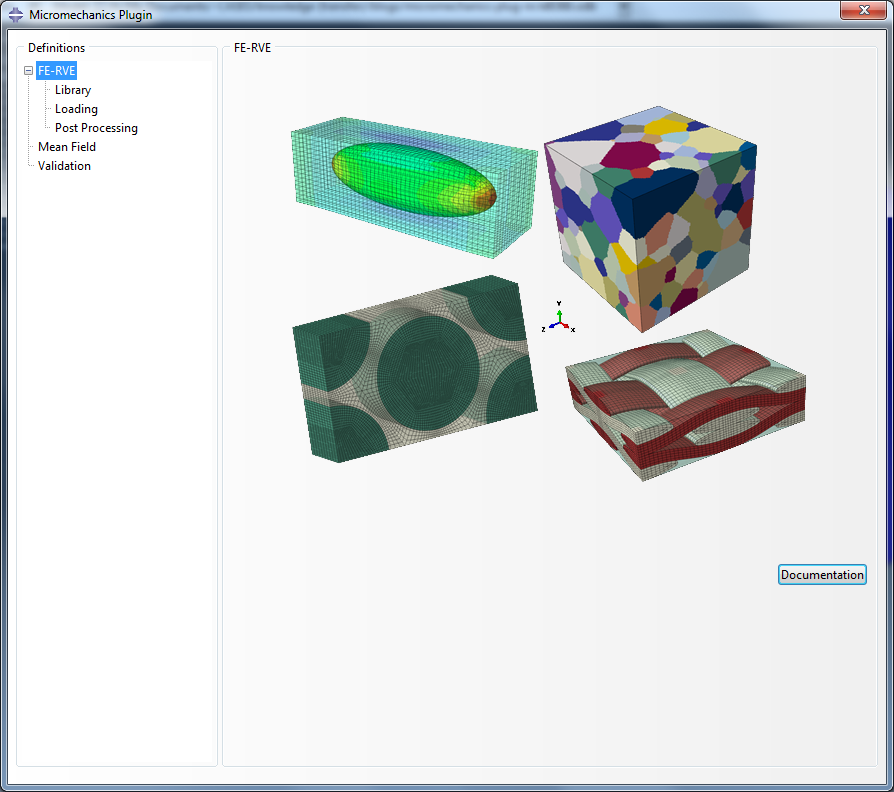 Micromechanics Plugin
Definitions
FE-RVE
Library
Loading
Post Processing
Mean Field
Validation
FE-RVE
Y
Z
X
Documentation